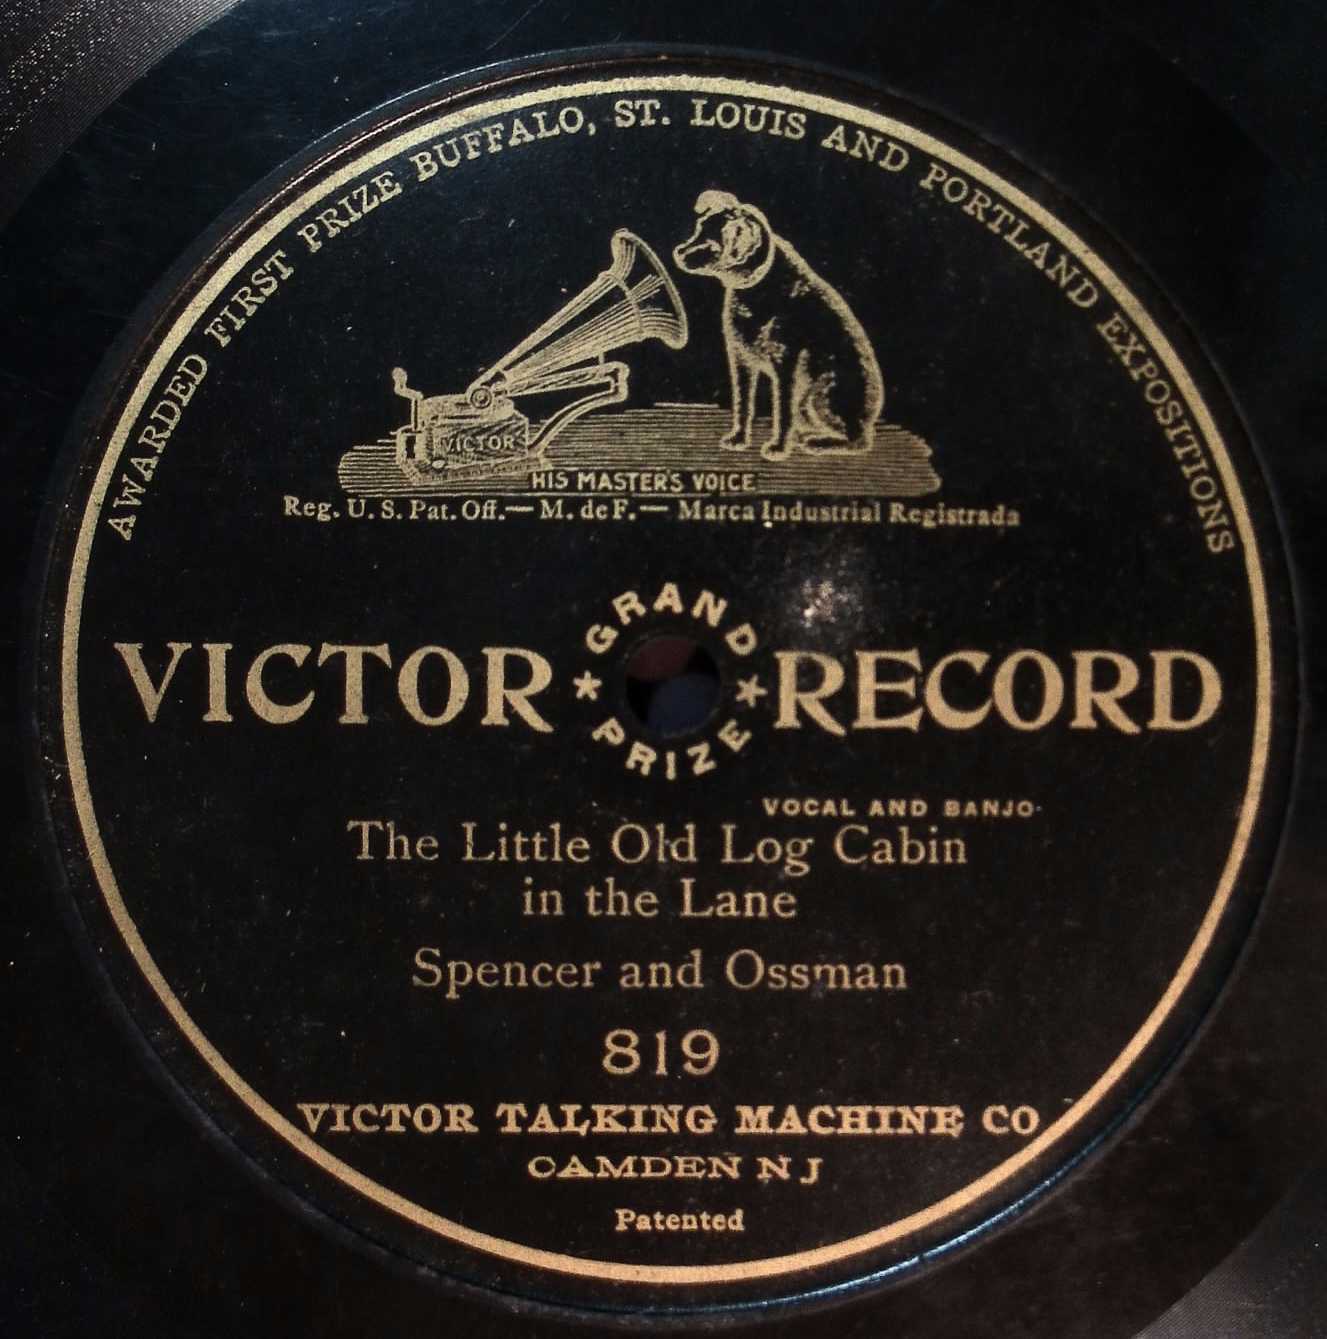 AWARDED FIRST PRIZE BUFFALO, ST. LOUIS AND PORTLAND EXPOSITIONS
VICTOR
HIS MASTER'S VOICE
Reg. U. S. Pat. Off.— M. de F.— Marca Industrial Registrada
GRAND
VICTOR ★ ★ RECORD
PRIZE
VOCAL AND BANJO
The Little Old Log Cabin
in the Lane
Spencer and Ossman
819
VICTOR TALKING MACHINE CO
CAMDEN N J
Patented